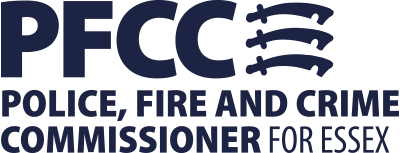 PFCC
POLICE, FIRE AND CRIME
COMMISSIONER FOR ESSEX